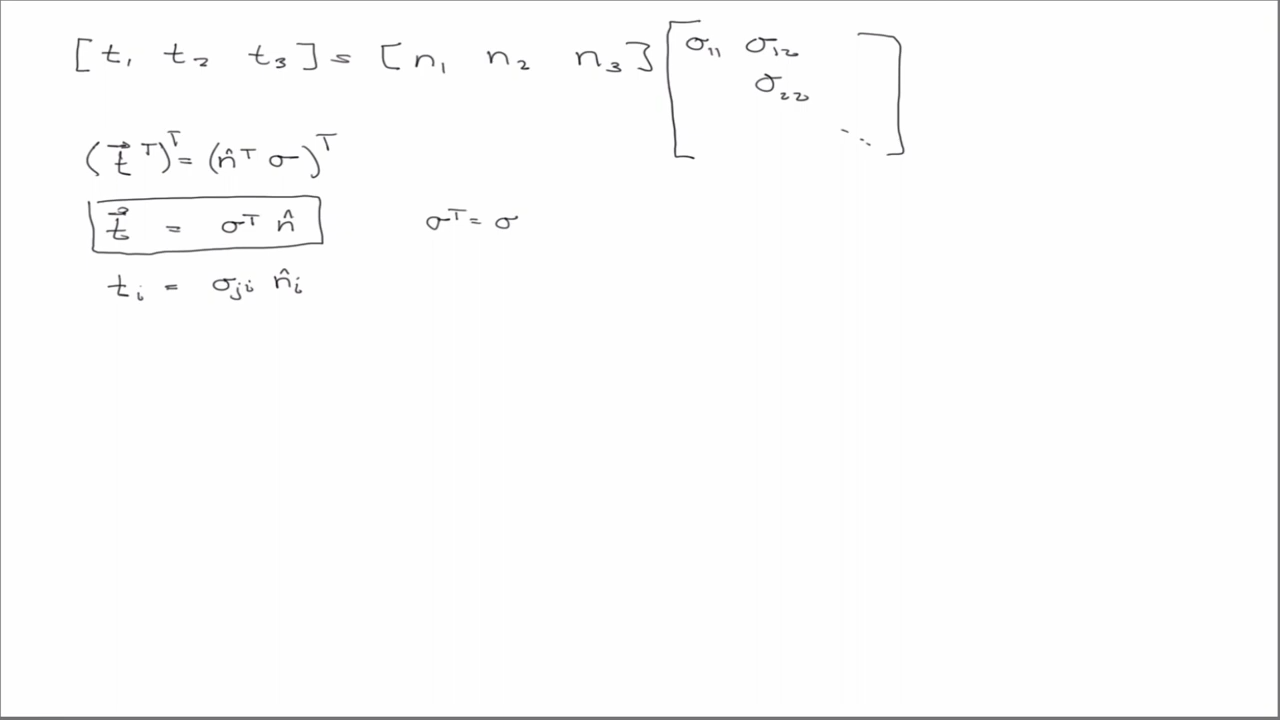 [t₁ t₂ t₃] = [n₁ n₂ n₃] [σ₁₁ σ₁₂
σ₂₂
⋱ ]
(t⃗ᵀ)ᵀ = (n̂ᵀ σ)ᵀ
t⃗ = σᵀ n̂ σᵀ = σ
tᵢ = σⱼᵢ n̂ᵢ